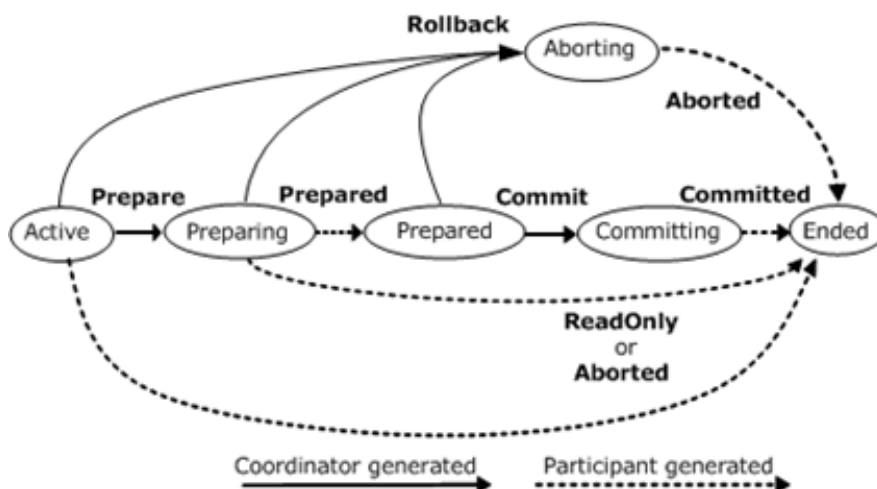 Rollback
Aborting
Aborted
Prepare
Prepared
Commit
Committed
Active
Preparing
Prepared
Committing
Ended
ReadOnly
or
Aborted
Coordinator generated
Participant generated